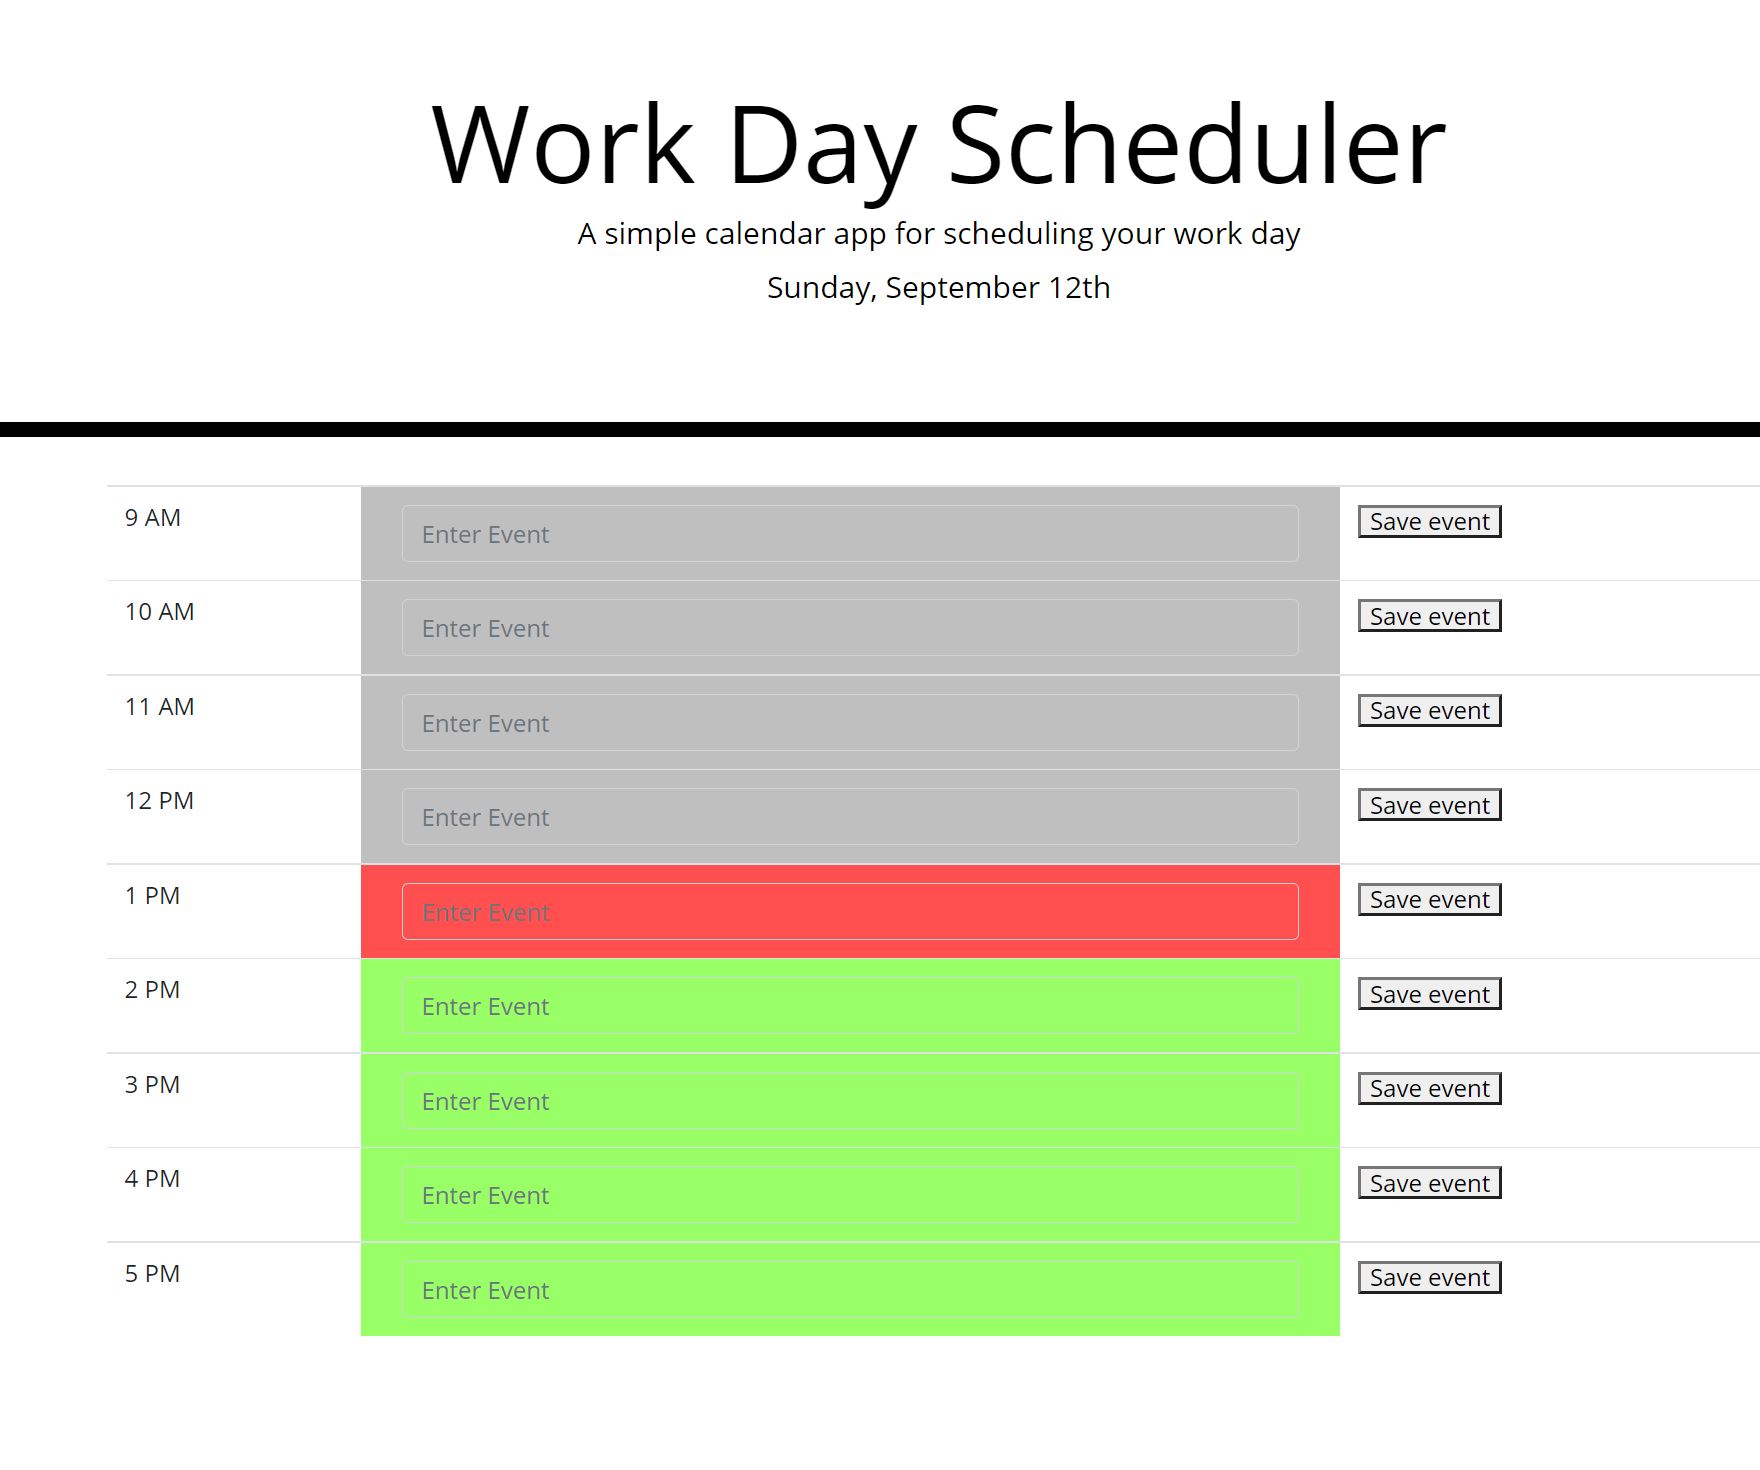 Work Day Scheduler
A simple calendar app for scheduling your work day
Sunday, September 12th
9 AM Enter Event Save event
10 AM Enter Event Save event
11 AM Enter Event Save event
12 PM Enter Event Save event
1 PM Enter Event Save event
2 PM Enter Event Save event
3 PM Enter Event Save event
4 PM Enter Event Save event
5 PM Enter Event Save event